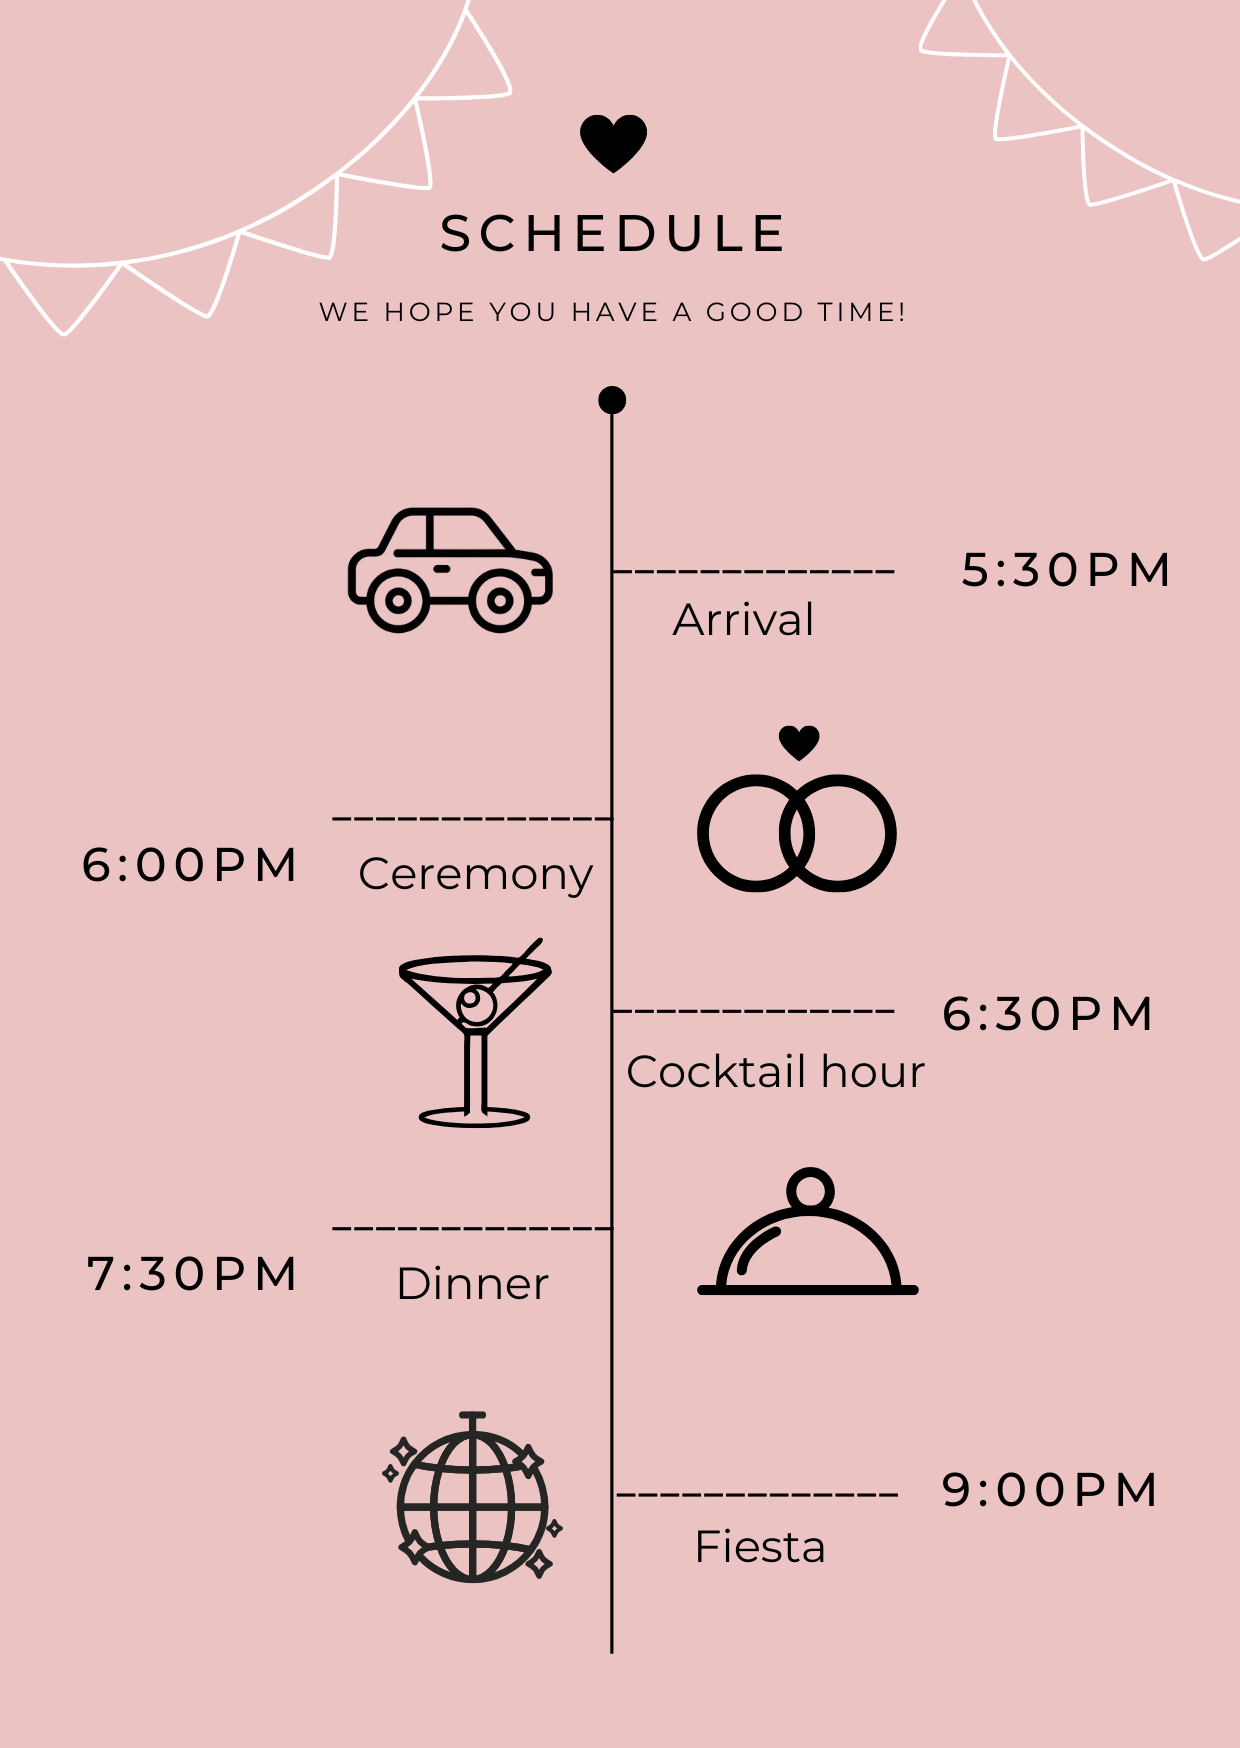 SCHEDULE
WE HOPE YOU HAVE A GOOD TIME!
5:30PM
Arrival
6:00PM
Ceremony
6:30PM
Cocktail hour
7:30PM
Dinner
9:00PM
Fiesta